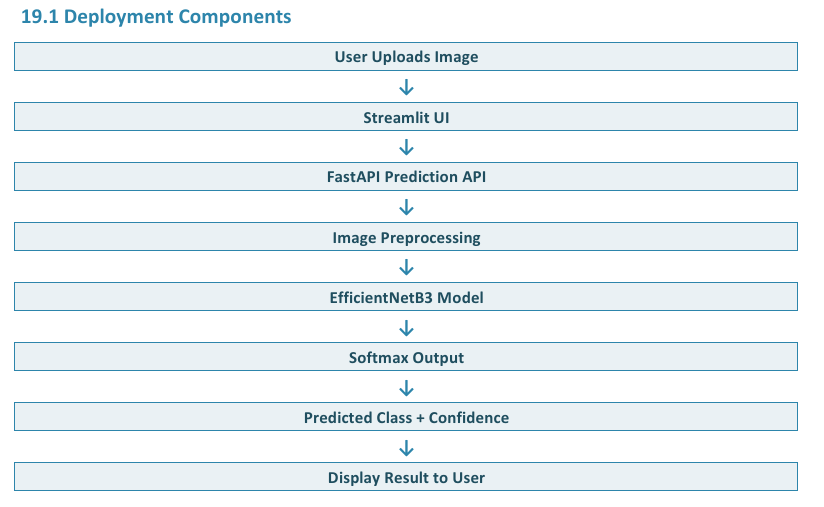 19.1 Deployment Components
User Uploads Image
Streamlit UI
FastAPI Prediction API
Image Preprocessing
EfficientNetB3 Model
Softmax Output
Predicted Class + Confidence
Display Result to User